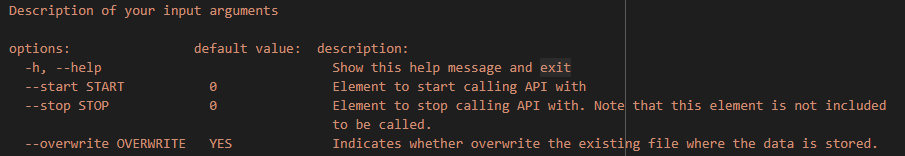 Description of your input arguments
options: default value: description:
-h, --help Show this help message and exit
--start START 0 Element to start calling API with
--stop STOP 0 Element to stop calling API with. Note that this element is not included
to be called.
--overwrite OVERWRITE YES Indicates whether overwrite the existing file where the data is stored.